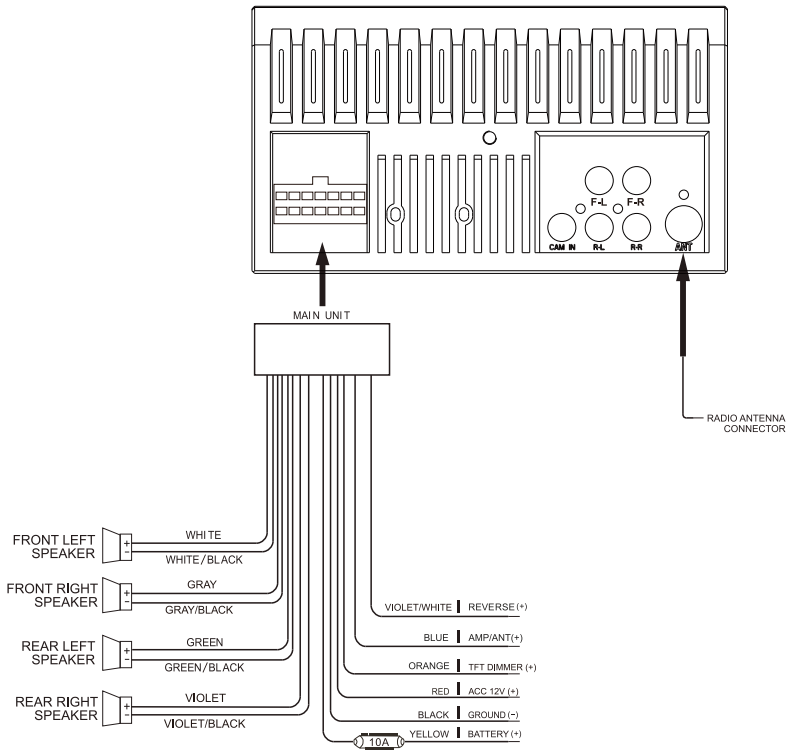 F-L F-R
CAM IN R-L R-R ANT
MAIN UNIT
RADIO ANTENNA
CONNECTOR
FRONT LEFT
SPEAKER
+
-
WHITE
WHITE/BLACK
FRONT RIGHT
SPEAKER
+
-
GRAY
GRAY/BLACK
REAR LEFT
SPEAKER
+
-
GREEN
GREEN/BLACK
REAR RIGHT
SPEAKER
+
-
VIOLET
VIOLET/BLACK
VIOLET/WHITE REVERSE(+)
BLUE AMP/ANT(+)
ORANGE TFT DIMMER (+)
RED ACC 12V (+)
BLACK GROUND (-)
YELLOW BATTERY (+)
10A